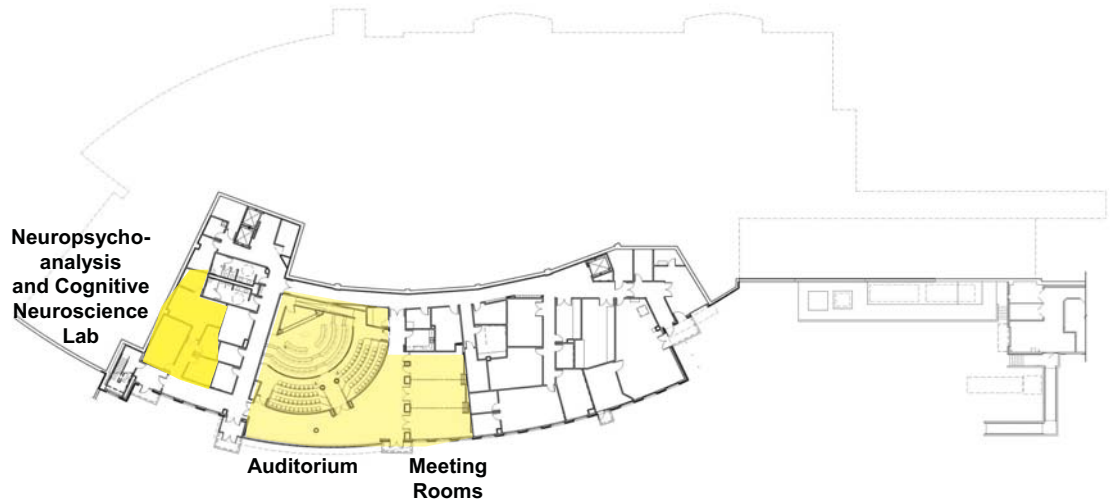 Neuropsycho-
analysis
and Cognitive
Neuroscience
Lab
Auditorium
Meeting
Rooms